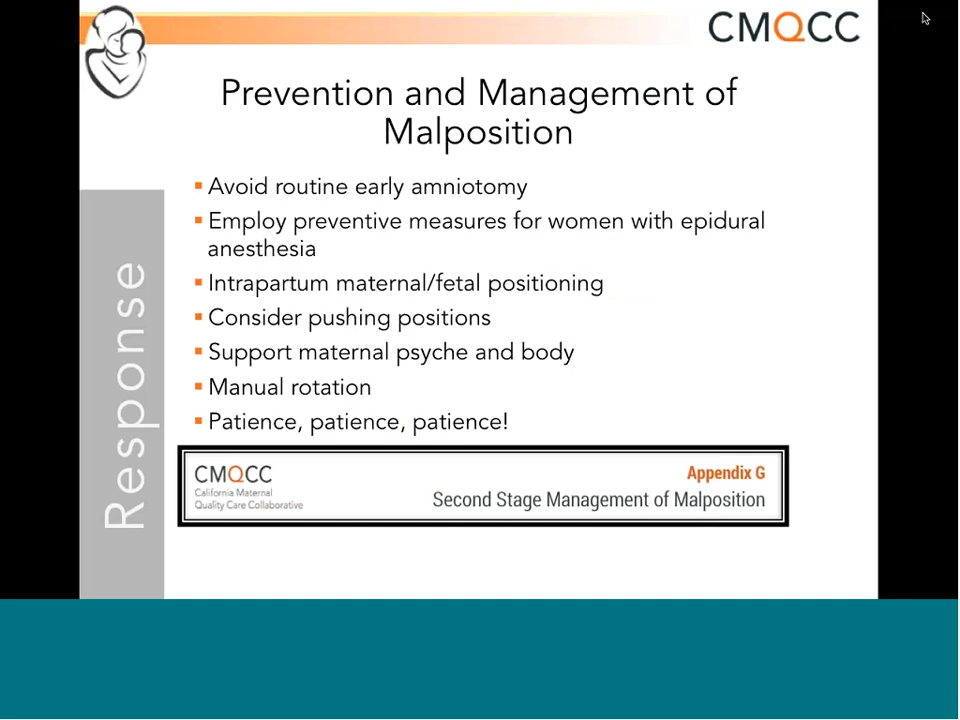 CMQCC
Prevention and Management of
Malposition
Response
Avoid routine early amniotomy
Employ preventive measures for women with epidural
anesthesia
Intrapartum maternal/fetal positioning
Consider pushing positions
Support maternal psyche and body
Manual rotation
Patience, patience, patience!
CMQCC
California Maternal
Quality Care Collaborative
Appendix G
Second Stage Management of Malposition